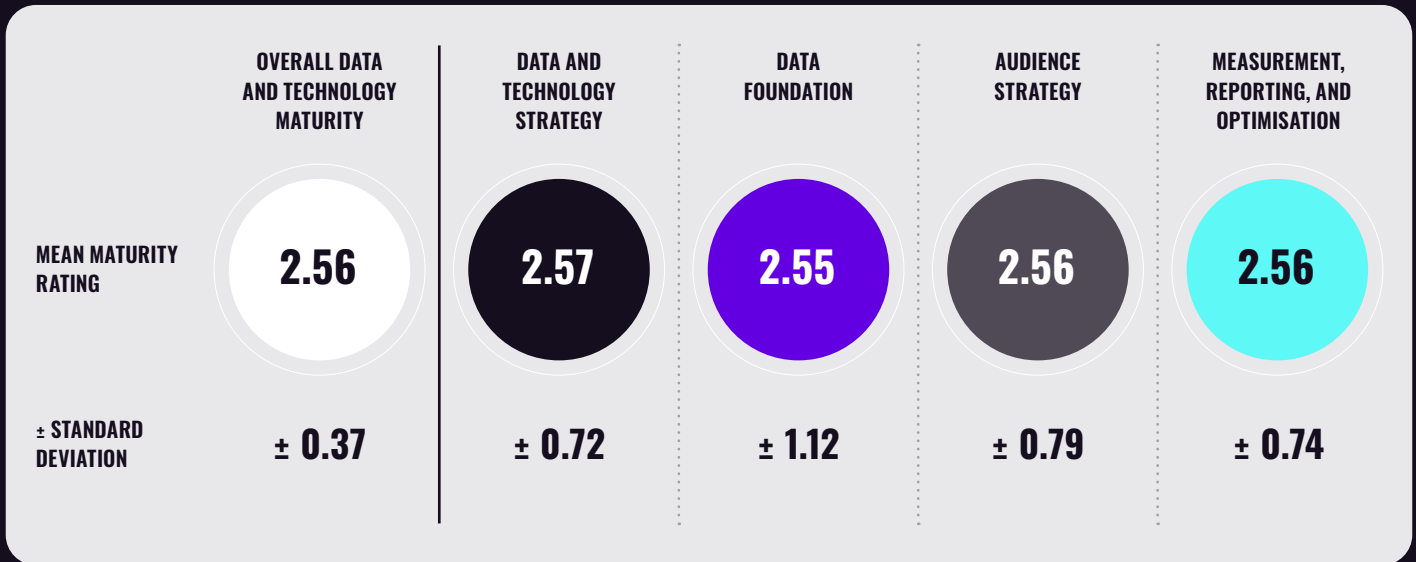 OVERALL DATA
AND TECHNOLOGY
MATURITY
DATA AND
TECHNOLOGY
STRATEGY
DATA
FOUNDATION
AUDIENCE
STRATEGY
MEASUREMENT,
REPORTING, AND
OPTIMISATION
MEAN MATURITY
RATING
2.56
2.57
2.55
2.56
2.56
± STANDARD
DEVIATION
± 0.37
± 0.72
± 1.12
± 0.79
± 0.74